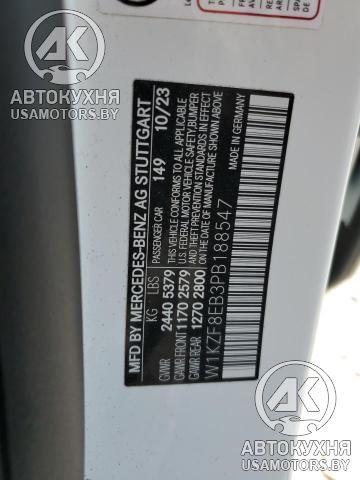 АВТОКУХНЯ
USAMOTORS.BY
MFD BY MERCEDES-BENZ AG STUTTGART
PASSENGER CAR 149 10/23
KG LBS THIS VEHICLE CONFORMS TO ALL APPLICABLE
GVWR 2440 5379 U.S. FEDERAL MOTOR VEHICLE SAFETY, BUMPER
GAWR FRONT 1170 2579 AND THEFT PREVENTION STANDARDS IN EFFECT
GAWR REAR 1270 2800 ON THE DATE OF MANUFACTURE SHOWN ABOVE.
MADE IN GERMANY
W1KZF8EB3PB188547
АК
АВТОКУХНЯ
USAMOTORS.BY